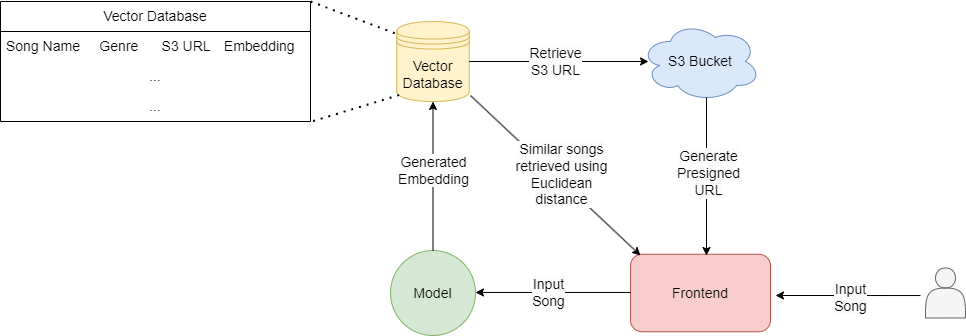 Vector Database
Song Name Genre S3 URL Embedding
...
...
Vector
Database
Retrieve
S3 URL
S3 Bucket
Generated
Embedding
Similar songs
retrieved using
Euclidean
distance
Generate
Presigned
URL
Model
Input
Song
Frontend
Input
Song